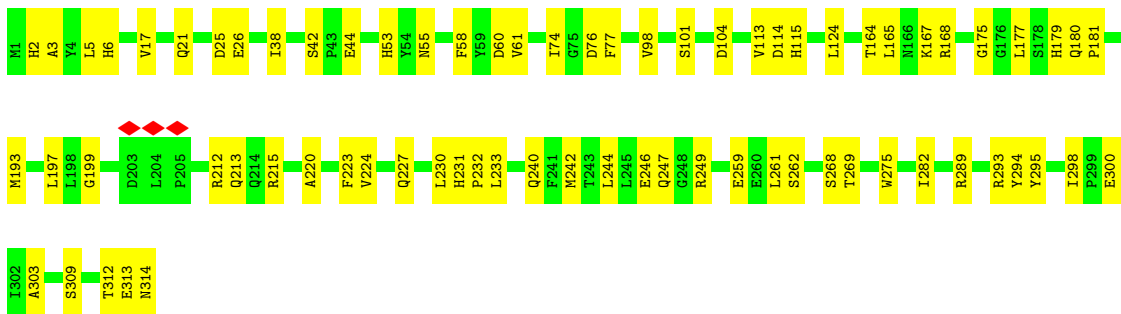 M1 H2 A3 Y4 L5 H6 V17 Q21 D25 E26 I38 S42 P43 E44 H53 Y54 N55 F58 Y59 D60 V61 I74 G75 D76 F77 V98 S101 D104 V113 D114 H115 L124 T164 L165 N166 K167 R168 G175 G176 L177 S178 H179 Q180 P181
M193 L197 L198 G199 D203 L204 P205 R212 Q213 Q214 R215 A220 F223 V224 Q227 L230 H231 P232 L233 Q240 F241 M242 T243 L244 L245 E246 Q247 G248 R249 E259 E260 L261 S262 S268 T269 W275 I282 R289 R293 Y294 Y295 I298 P299 E300
I302 A303 S309 T312 E313 N314